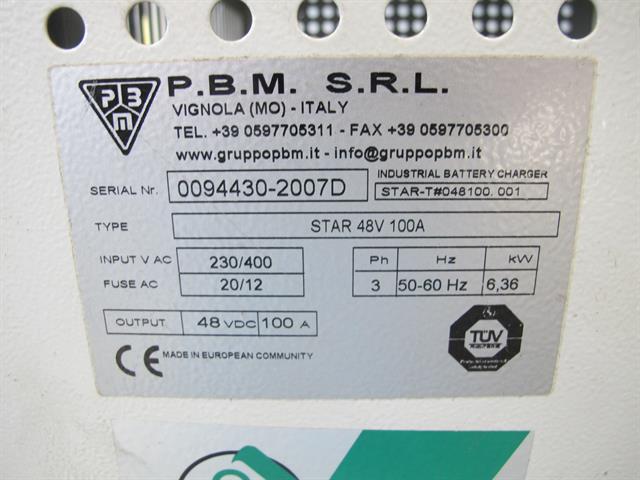 PBM
P.B.M. S.R.L.
VIGNOLA (MO) - ITALY
TEL. +39 0597705311 - FAX +39 0597705300
www.gruppopbm.it - info@gruppopbm.it
INDUSTRIAL BATTERY CHARGER
SERIAL Nr. 0094430-2007D STAR-T#048100.001
TYPE STAR 48V 100A
INPUT V AC 230/400 Ph Hz kW
FUSE AC 20/12 3 50-60 Hz 6,36
OUTPUT 48 VDC 100 A
TÜV
CE MADE IN EUROPEAN COMMUNITY